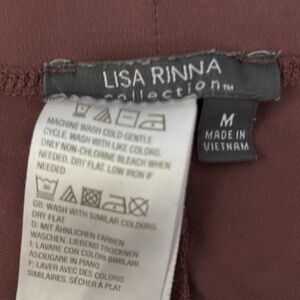 LISA RINNA
collection™
M
MADE IN
VIETNAM
MACHINE WASH COLD GENTLE
CYCLE. WASH WITH LIKE COLORS.
ONLY NON-CHLORINE BLEACH WHEN
NEEDED. DRY FLAT. LOW IRON IF
NEEDED
30
GB: WASH WITH SIMILAR COLOURS.
DRY FLAT
D: MIT ÄHNLICHEN FARBEN
WASCHEN. LIEGEND TROCKNEN
I: LAVARE CON COLORI SIMILARI.
ASCIUGARE IN PIANO
F: LAVER AVEC DES COLORIS
SIMILAIRES. SÉCHER À PLAT